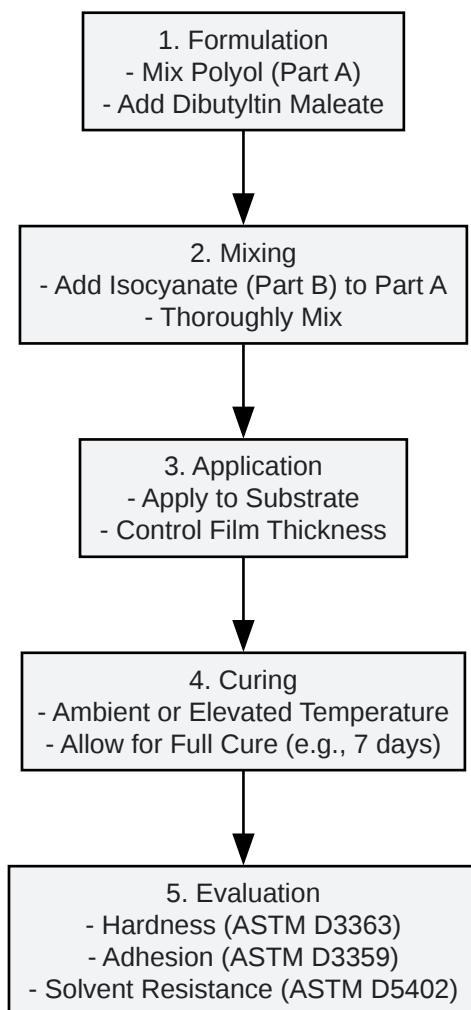 1. Formulation
- Mix Polyol (Part A)
- Add Dibutyltin Maleate
2. Mixing
- Add Isocyanate (Part B) to Part A
- Thoroughly Mix
3. Application
- Apply to Substrate
- Control Film Thickness
4. Curing
- Ambient or Elevated Temperature
- Allow for Full Cure (e.g., 7 days)
5. Evaluation
- Hardness (ASTM D3363)
- Adhesion (ASTM D3359)
- Solvent Resistance (ASTM D5402)